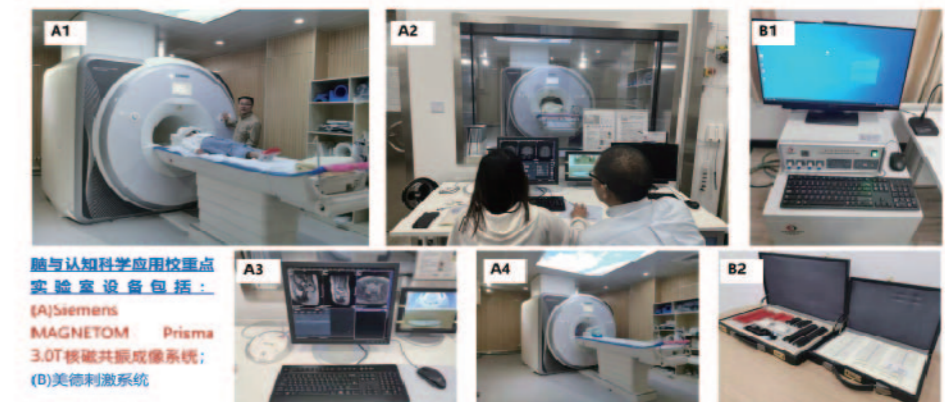 A1
A2
B1
脑与认知科学应用校重点
实验室设备包括：
(A)Siemens
MAGNETOM Prisma
3.0T核磁共振成像系统；
(B)美德刺激系统
A3
A4
B2